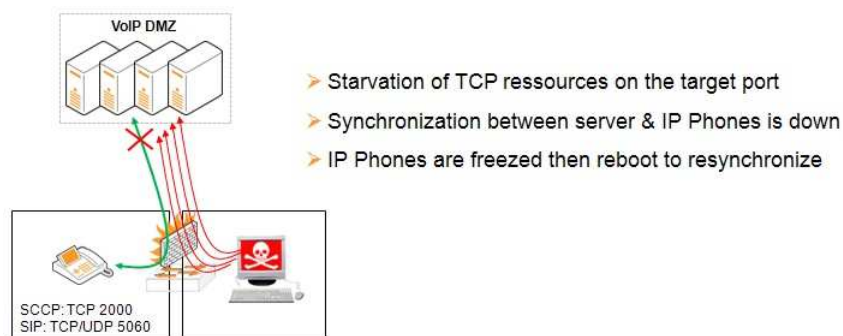 VoIP DMZ
➢ Starvation of TCP ressources on the target port
➢ Synchronization between server & IP Phones is down
➢ IP Phones are freezed then reboot to resynchronize
SCCP: TCP 2000
SIP: TCP/UDP 5060